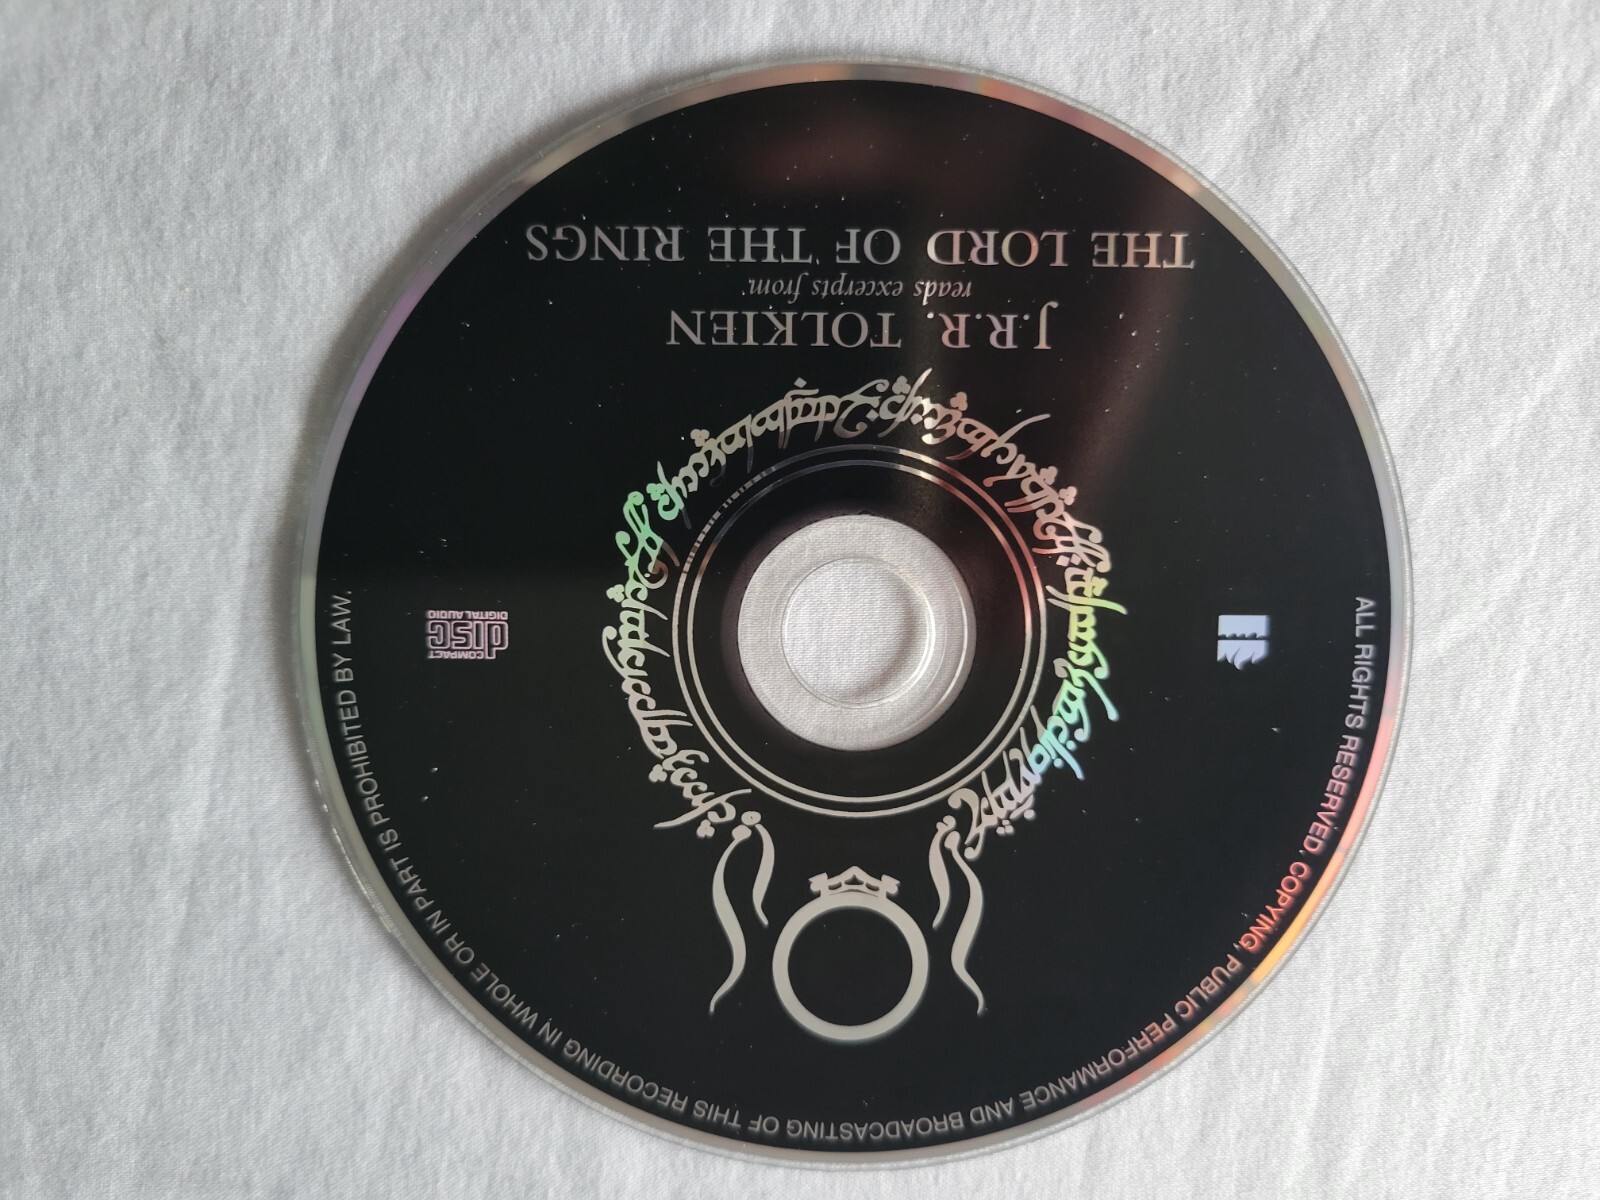 J.R.R. TOLKIEN
reads excerpts from
THE LORD OF THE RINGS
COMPACT
disc
DIGITAL AUDIO
ALL RIGHTS RESERVED. COPYING, PUBLIC PERFORMANCE AND BROADCASTING OF THIS RECORDING IN WHOLE OR IN PART IS PROHIBITED BY LAW.